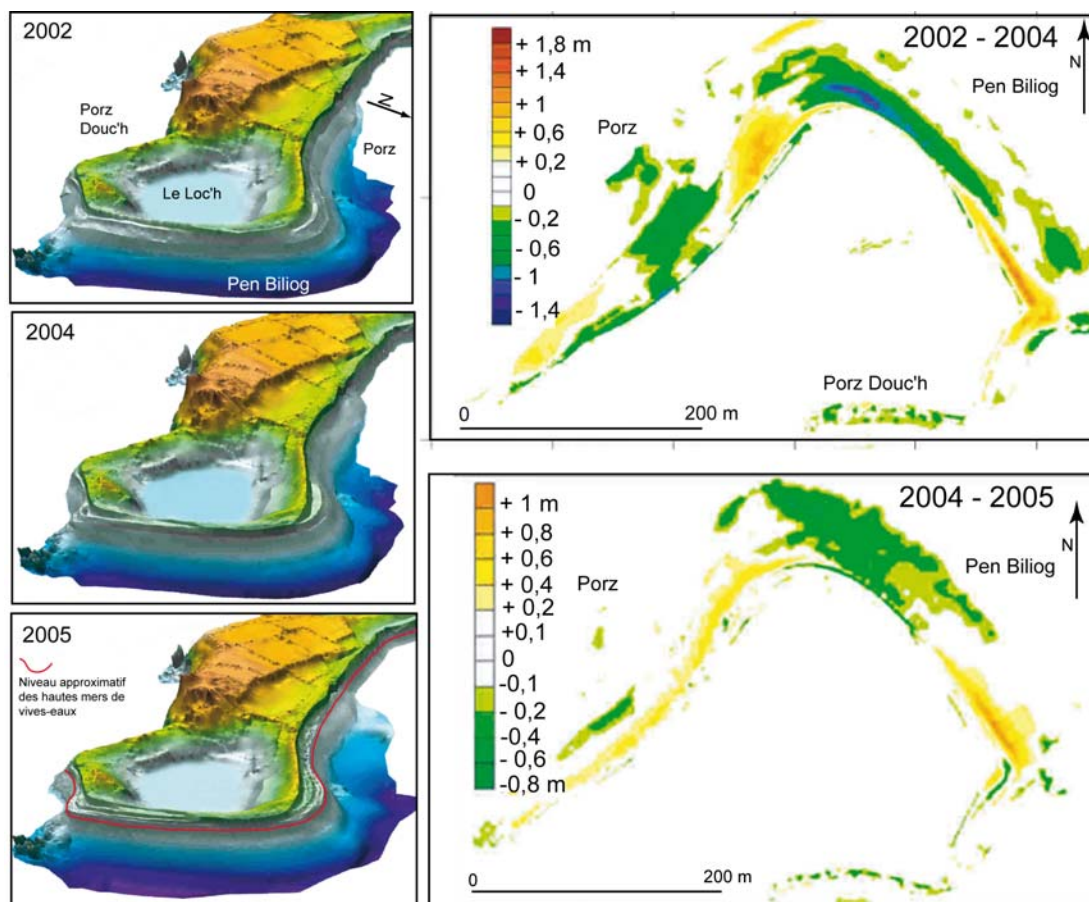 2002
Porz
Douc'h
N
Porz
Le Loc'h
Pen Biliog
2004
2005
Niveau approximatif
des hautes mers de
vives-eaux
2002 - 2004
+ 1,8 m
+ 1,4
+ 1
+ 0,6
+ 0,2
0
- 0,2
- 0,6
- 1
- 1,4
N
Pen Biliog
Porz
Porz Douc'h
0 200 m
2004 - 2005
+ 1 m
+ 0,8
+ 0,6
+ 0,4
+ 0,2
+0,1
0
-0,1
- 0,2
- 0,4
- 0,6
-0,8 m
N
Pen Biliog
Porz
0 200 m